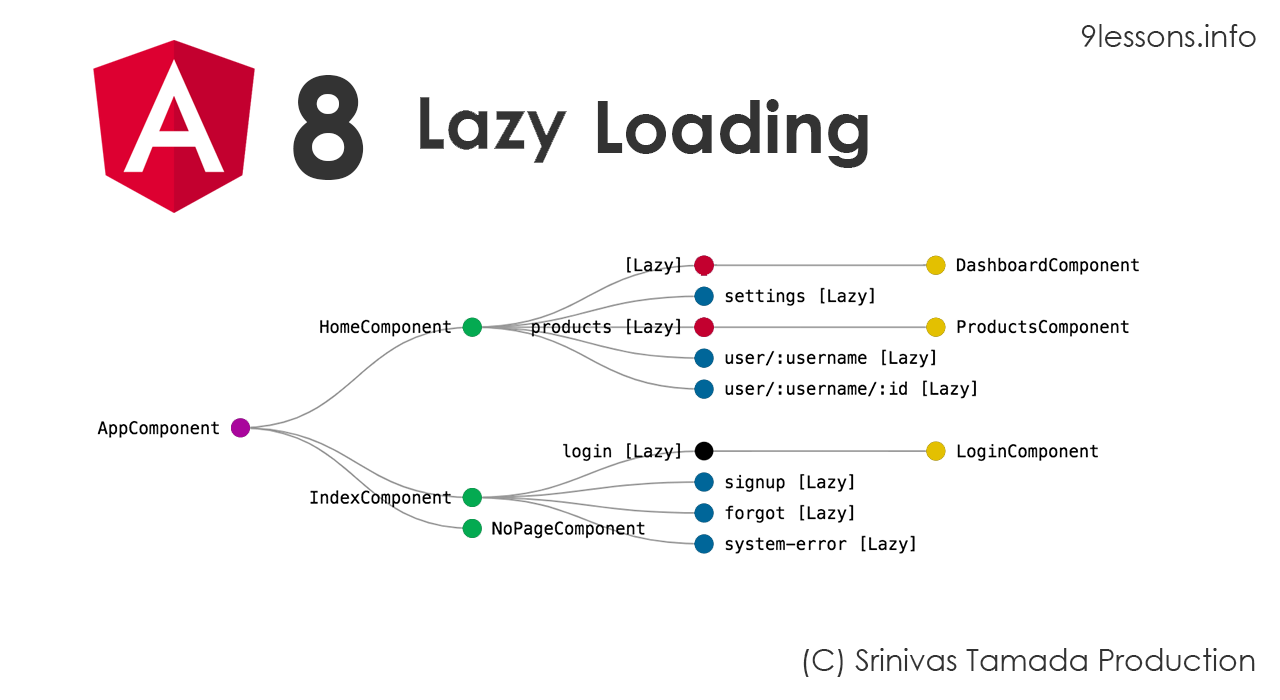 9lessons.info
A 8 Lazy Loading
[Lazy] DashboardComponent
settings [Lazy]
HomeComponent products [Lazy] ProductsComponent
user/:username [Lazy]
user/:username/:id [Lazy]
AppComponent
login [Lazy] LoginComponent
signup [Lazy]
IndexComponent
forgot [Lazy]
NoPageComponent
system-error [Lazy]
(C) Srinivas Tamada Production